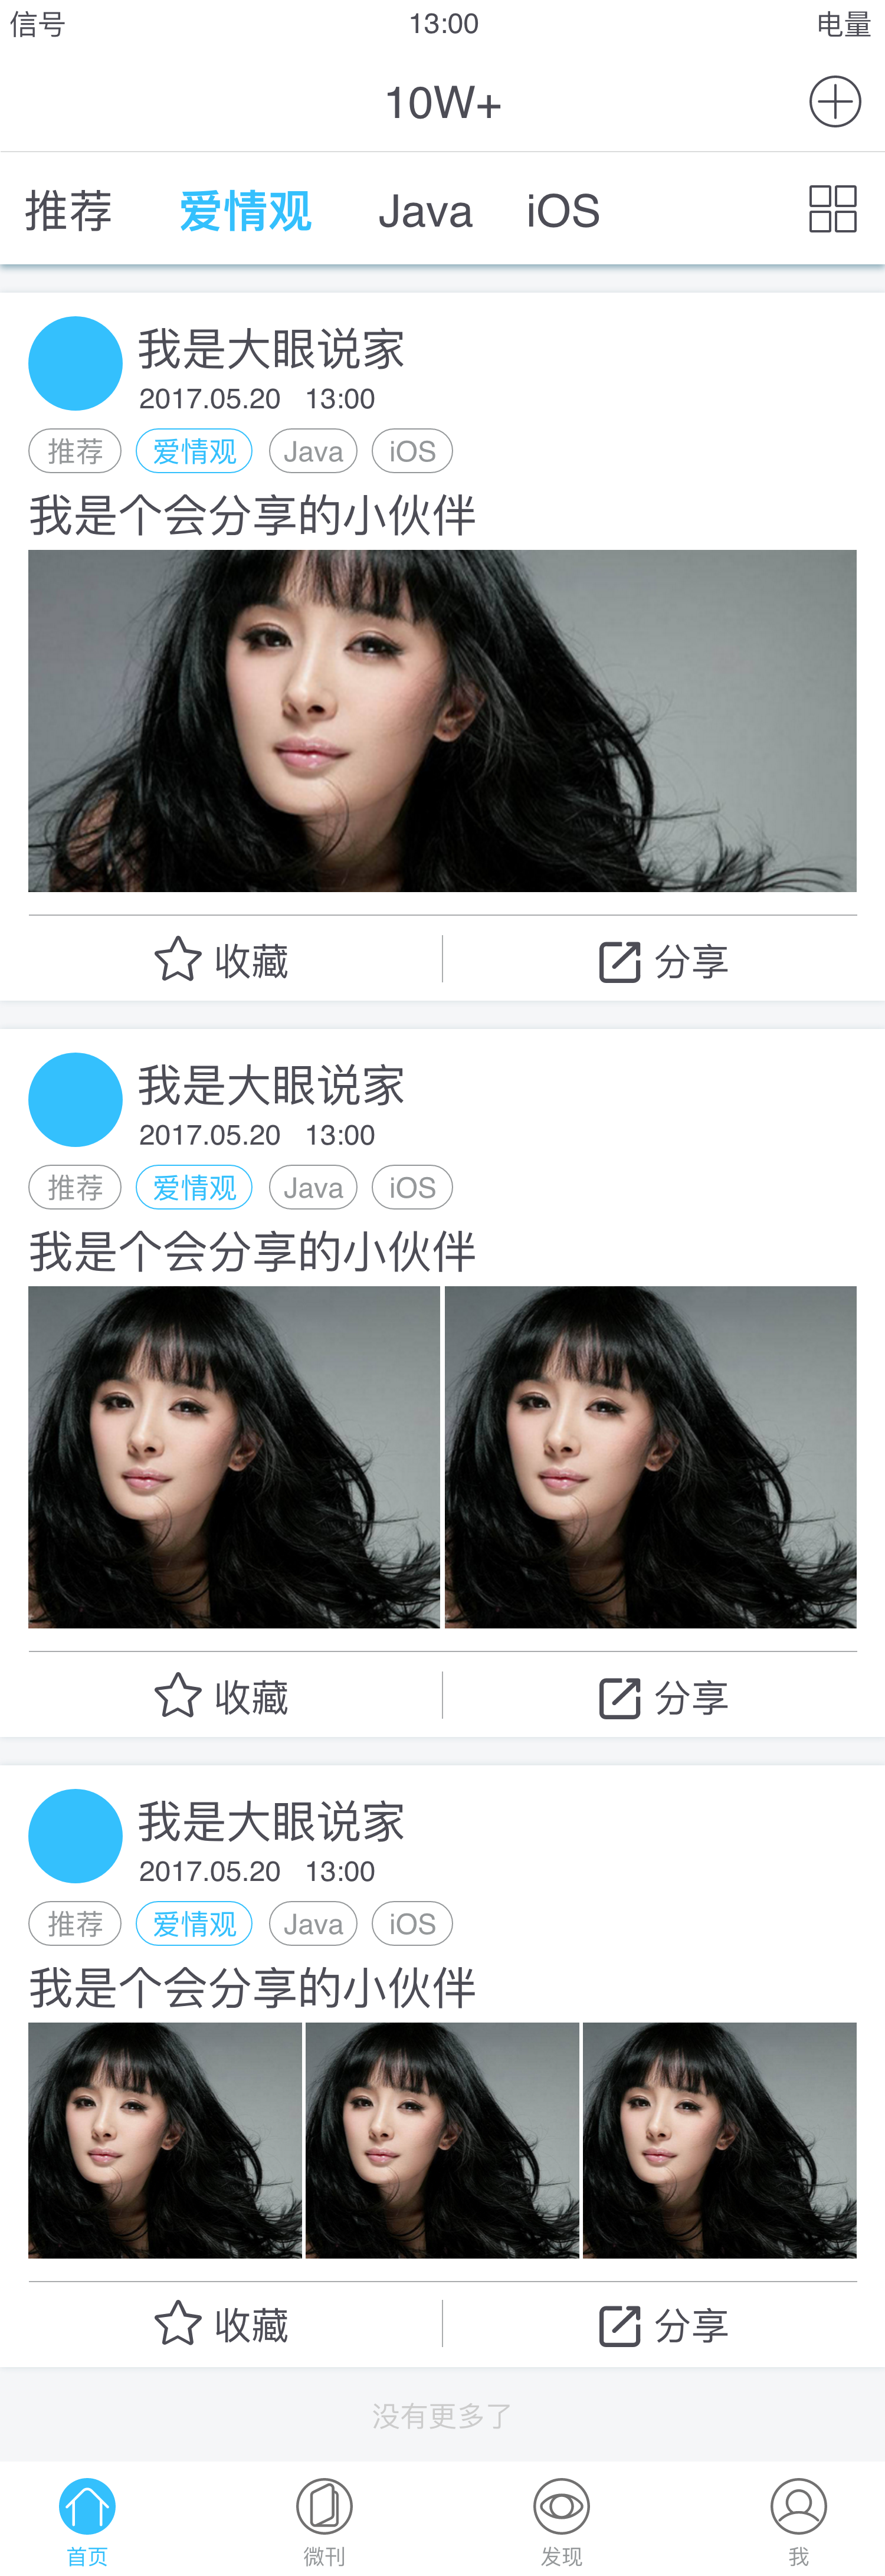 信号 13:00 电量
10W+
推荐 爱情观 Java iOS
我是大眼说家
2017.05.20 13:00
推荐 爱情观 Java iOS
我是个会分享的小伙伴
收藏 分享
我是大眼说家
2017.05.20 13:00
推荐 爱情观 Java iOS
我是个会分享的小伙伴
收藏 分享
我是大眼说家
2017.05.20 13:00
推荐 爱情观 Java iOS
我是个会分享的小伙伴
收藏 分享
没有更多了
首页 微刊 发现 我